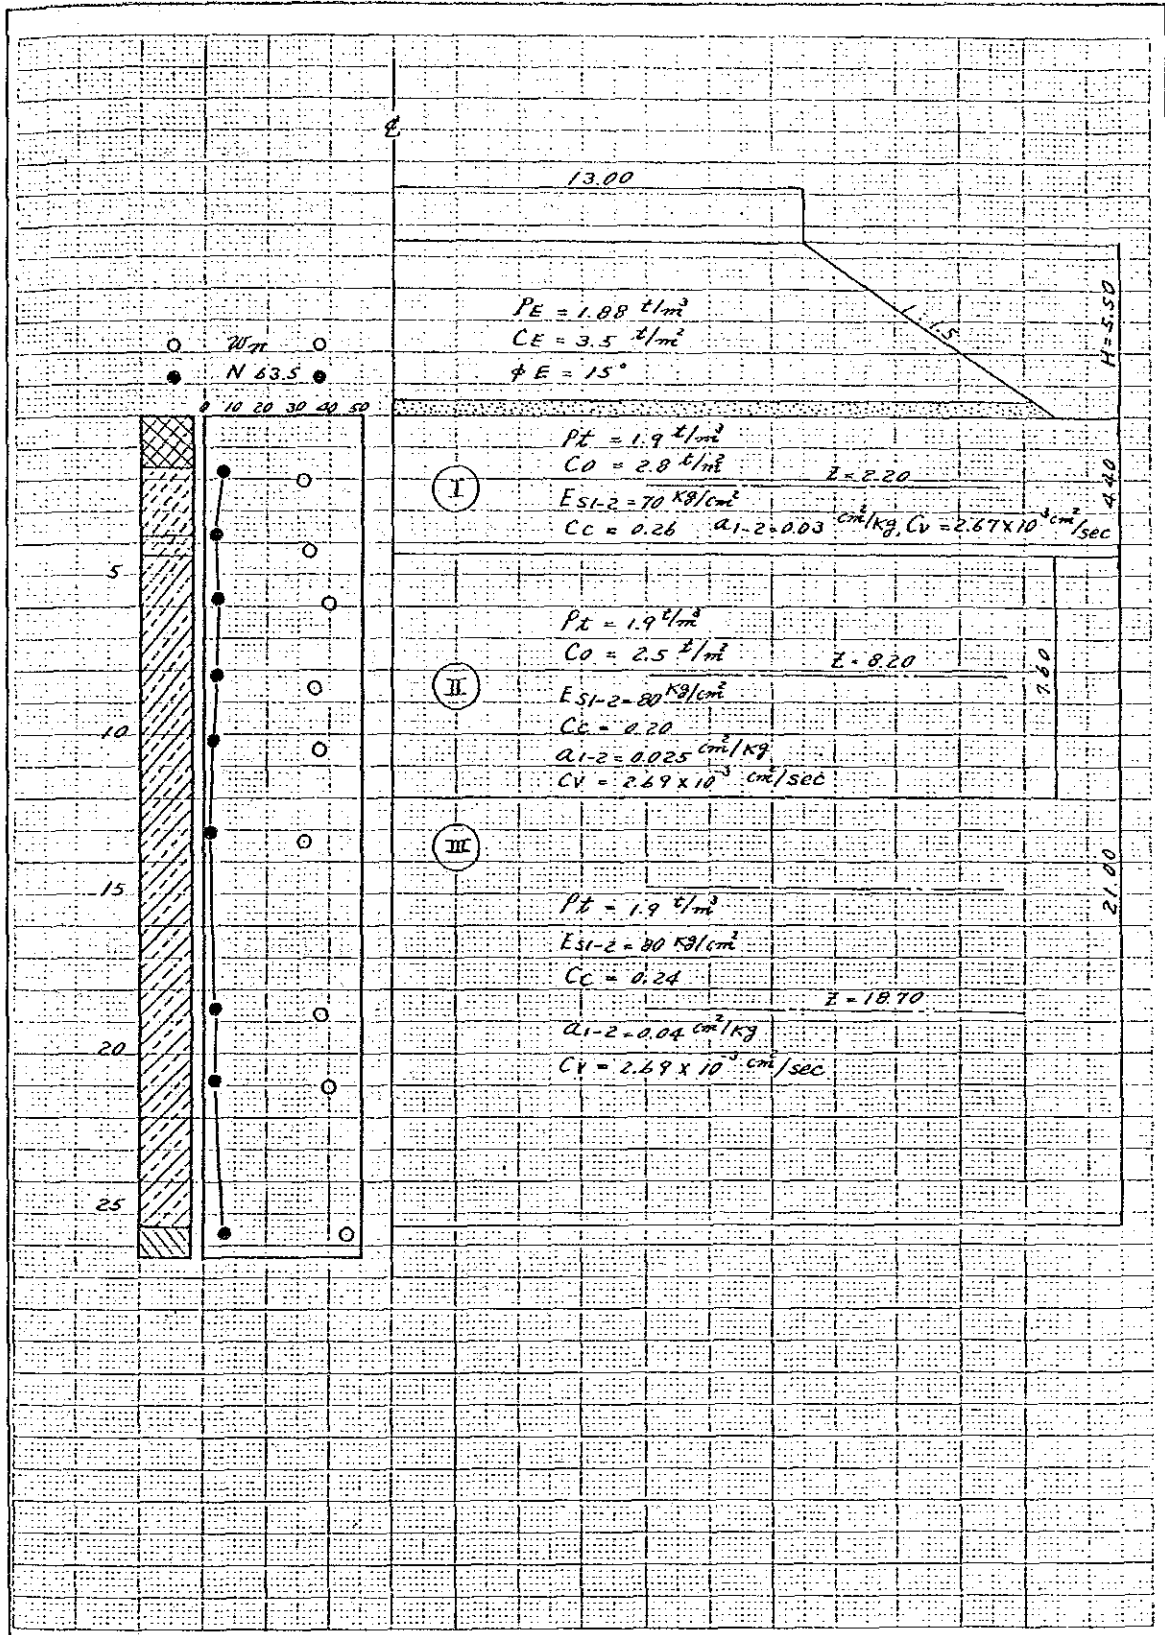 ℄
13.00
ρE = 1.88 t/m³
CE = 3.5 t/m²
φE = 15°
1:1.5
H=5.50
○ Wn ○
● N 63.5 ●
0 10 20 30 40 50
I
ρt = 1.9 t/m³
C0 = 2.8 t/m²
Z = 2.20
Es1-2 = 70 kg/cm²
Cc = 0.26 a1-2=0.03 cm²/kg, Cv = 2.67×10⁻³ cm²/sec
4.40
5
II
ρt = 1.9 t/m³
C0 = 2.5 t/m²
Z = 8.20
Es1-2 = 80 kg/cm²
Cc = 0.20
a1-2 = 0.025 cm²/kg
Cv = 2.69 × 10⁻³ cm²/sec
7.60
10
III
15
ρt = 1.9 t/m³
Es1-2 = 80 kg/cm²
Cc = 0.24
Z = 18.70
a1-2 = 0.04 cm²/kg
Cv = 2.69 × 10⁻³ cm²/sec
21.00
20
25